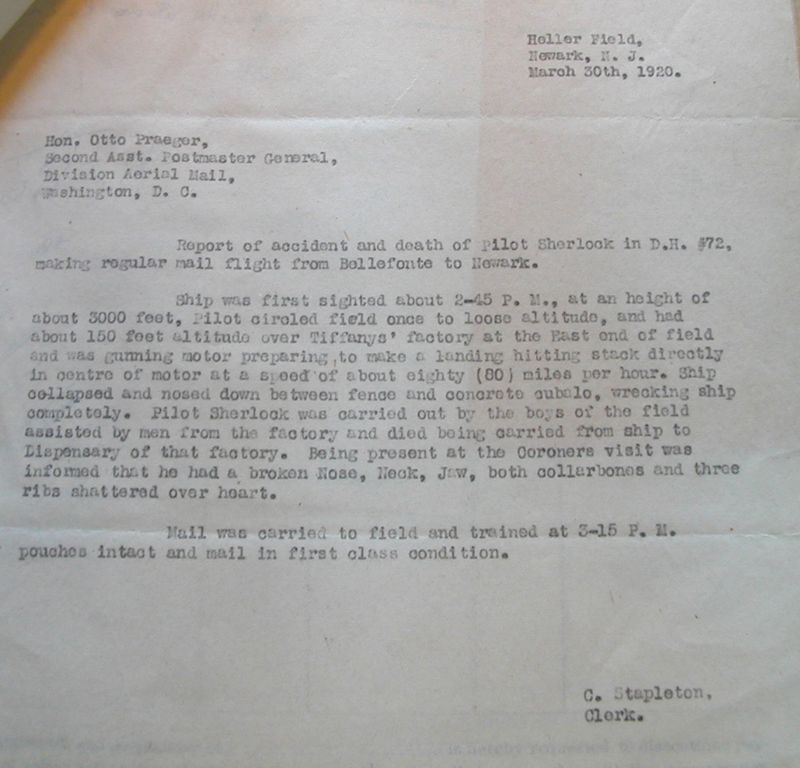 Heller Field,
Newark, N. J.
March 30th, 1920.
Hon. Otto Praeger,
Second Asst. Postmaster General,
Division Aerial Mail,
Washington, D. C.
Report of accident and death of Pilot Sherlock in D.H. #72,
making regular mail flight from Bellefonte to Newark.
Ship was first sighted about 2-45 P. M., at an height of
about 3000 feet, Pilot circled field once to loose altitude, and had
about 150 feet altitude over Tiffanys' factory at the East end of field
and was gunning motor preparing to make a landing hitting stack directly
in centre of motor at a speed of about eighty (80) miles per hour. Ship
collapsed and nosed down between fence and concrete cubalo, wrecking ship
completely. Pilot Sherlock was carried out by the boys of the field
assisted by men from the factory and died being carried from ship to
Dispensary of that factory. Being present at the Coroners visit was
informed that he had a broken Nose, Neck, Jaw, both collarbones and three
ribs shattered over heart.
Mail was carried to field and trained at 3-15 P. M.
pouches intact and mail in first class condition.
C. Stapleton,
Clerk.